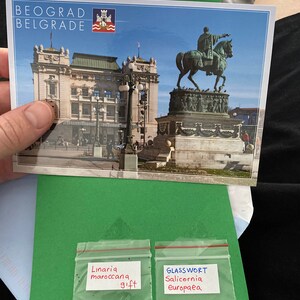 BEOGRAD
BELGRADE
Linaria
maroccana
gift
GLASSWORT
Salicornia
europaea